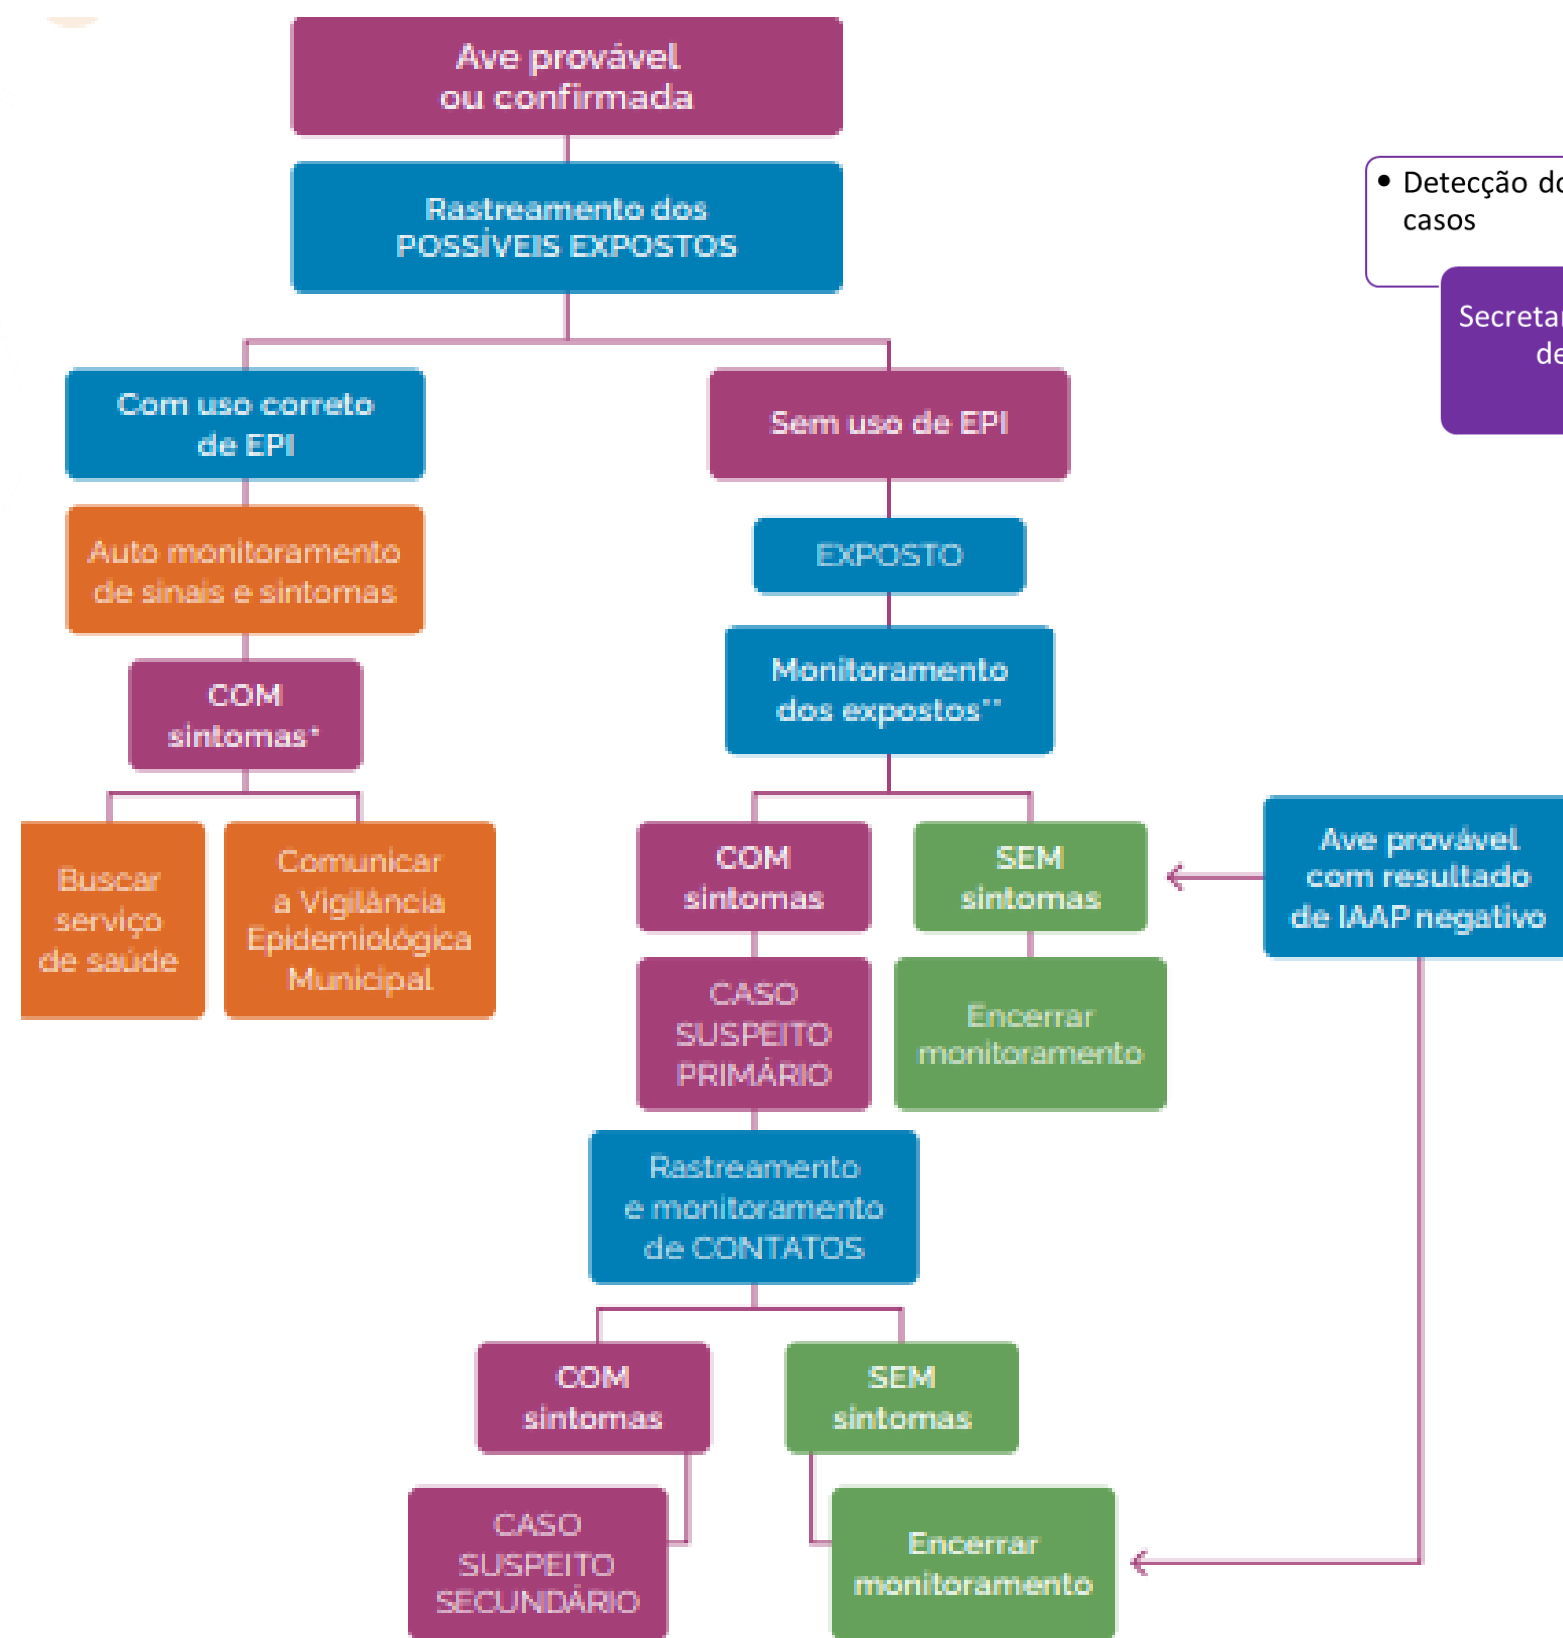 Ave provável
ou confirmada
Rastreamento dos
POSSÍVEIS EXPOSTOS
• Detecção do
casos
Com uso correto
de EPI
Sem uso de EPI
Auto monitoramento
de sinais e sintomas
EXPOSTO
COM
sintomas*
Monitoramento
dos expostos**
Buscar
serviço
de saúde
Comunicar
a Vigilância
Epidemiológica
Municipal
COM
sintomas
SEM
sintomas
Ave provável
com resultado
de IAAP negativo
CASO
SUSPEITO
PRIMÁRIO
Encerrar
monitoramento
Rastreamento
e monitoramento
de CONTATOS
COM
sintomas
SEM
sintomas
CASO
SUSPEITO
SECUNDÁRIO
Encerrar
monitoramento